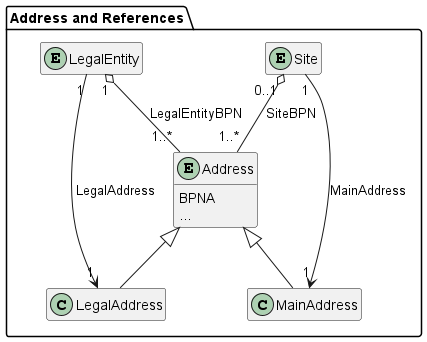 Address and References
E LegalEntity
E Site
1
1
0..1
1
LegalEntityBPN
SiteBPN
1..*
1..*
E Address
BPNA
...
LegalAddress
MainAddress
1
1
C LegalAddress
C MainAddress